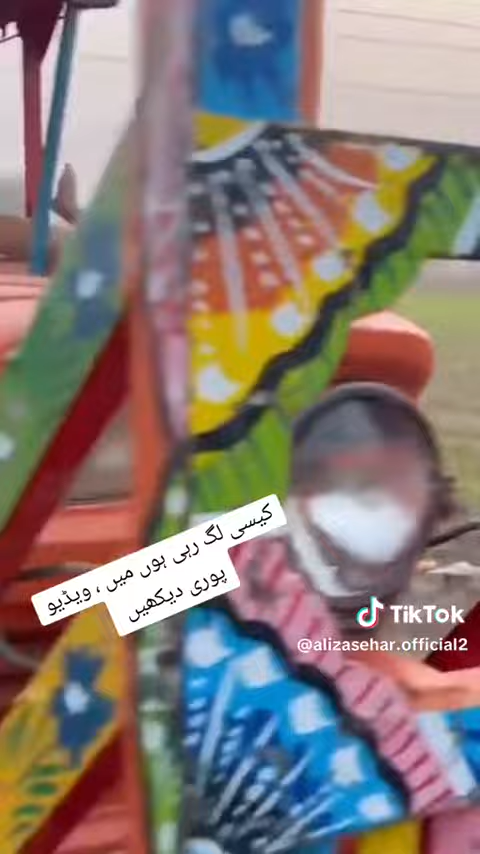 کیسی لگ رہی ہوں میں ، ویڈیو
پوری دیکھیں
TikTok
@alizasehar.official2